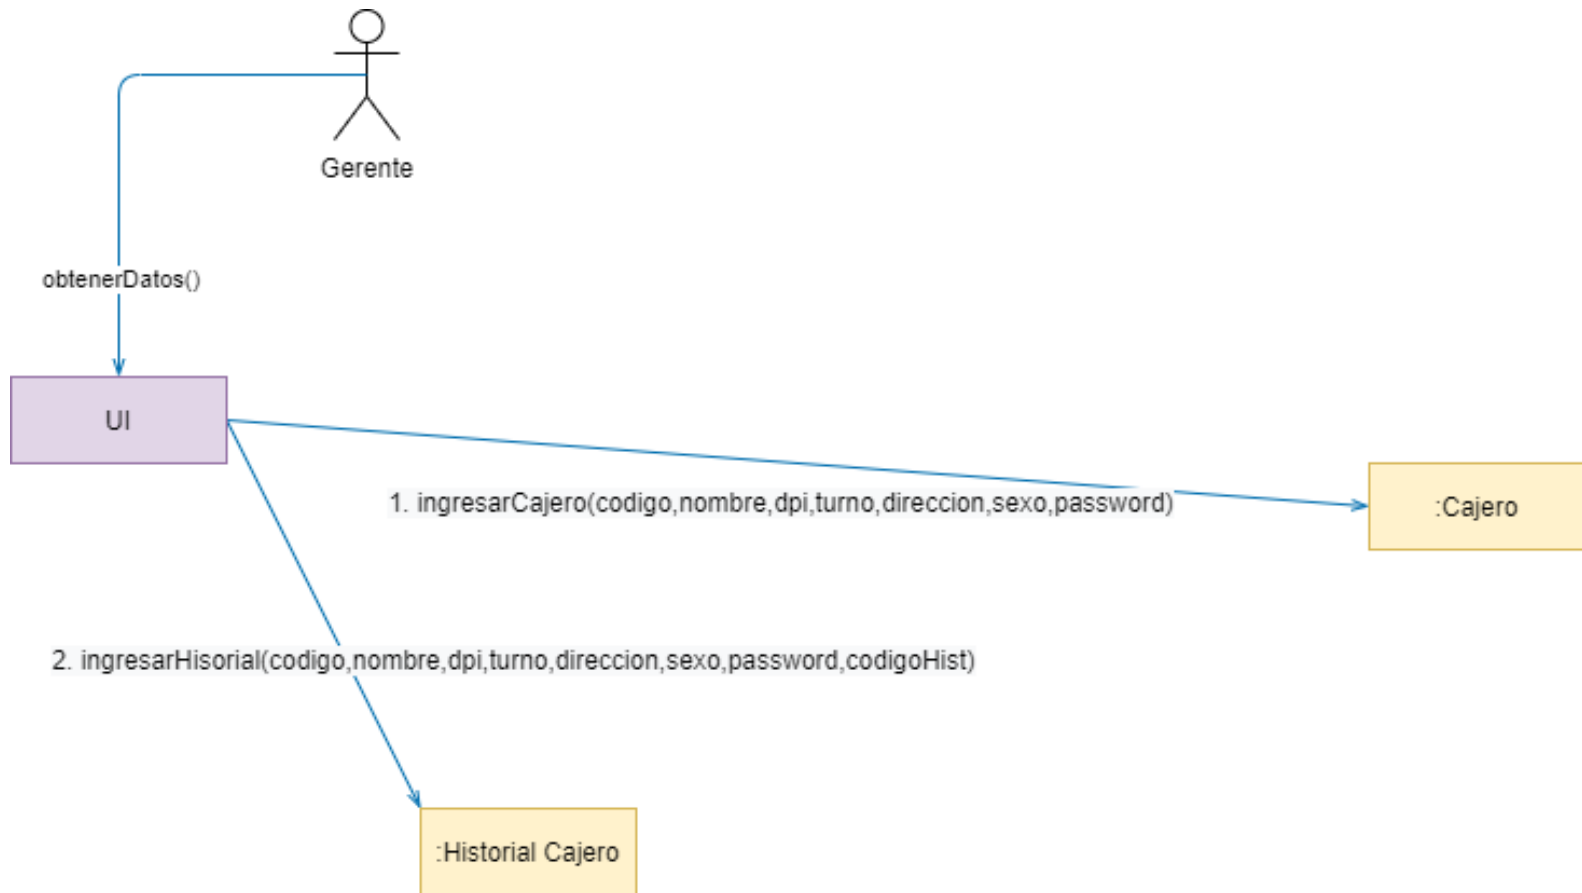 Gerente
obtenerDatos()
UI
1. ingresarCajero(codigo,nombre,dpi,turno,direccion,sexo,password)
:Cajero
2. ingresarHisorial(codigo,nombre,dpi,turno,direccion,sexo,password,codigoHist)
:Historial Cajero